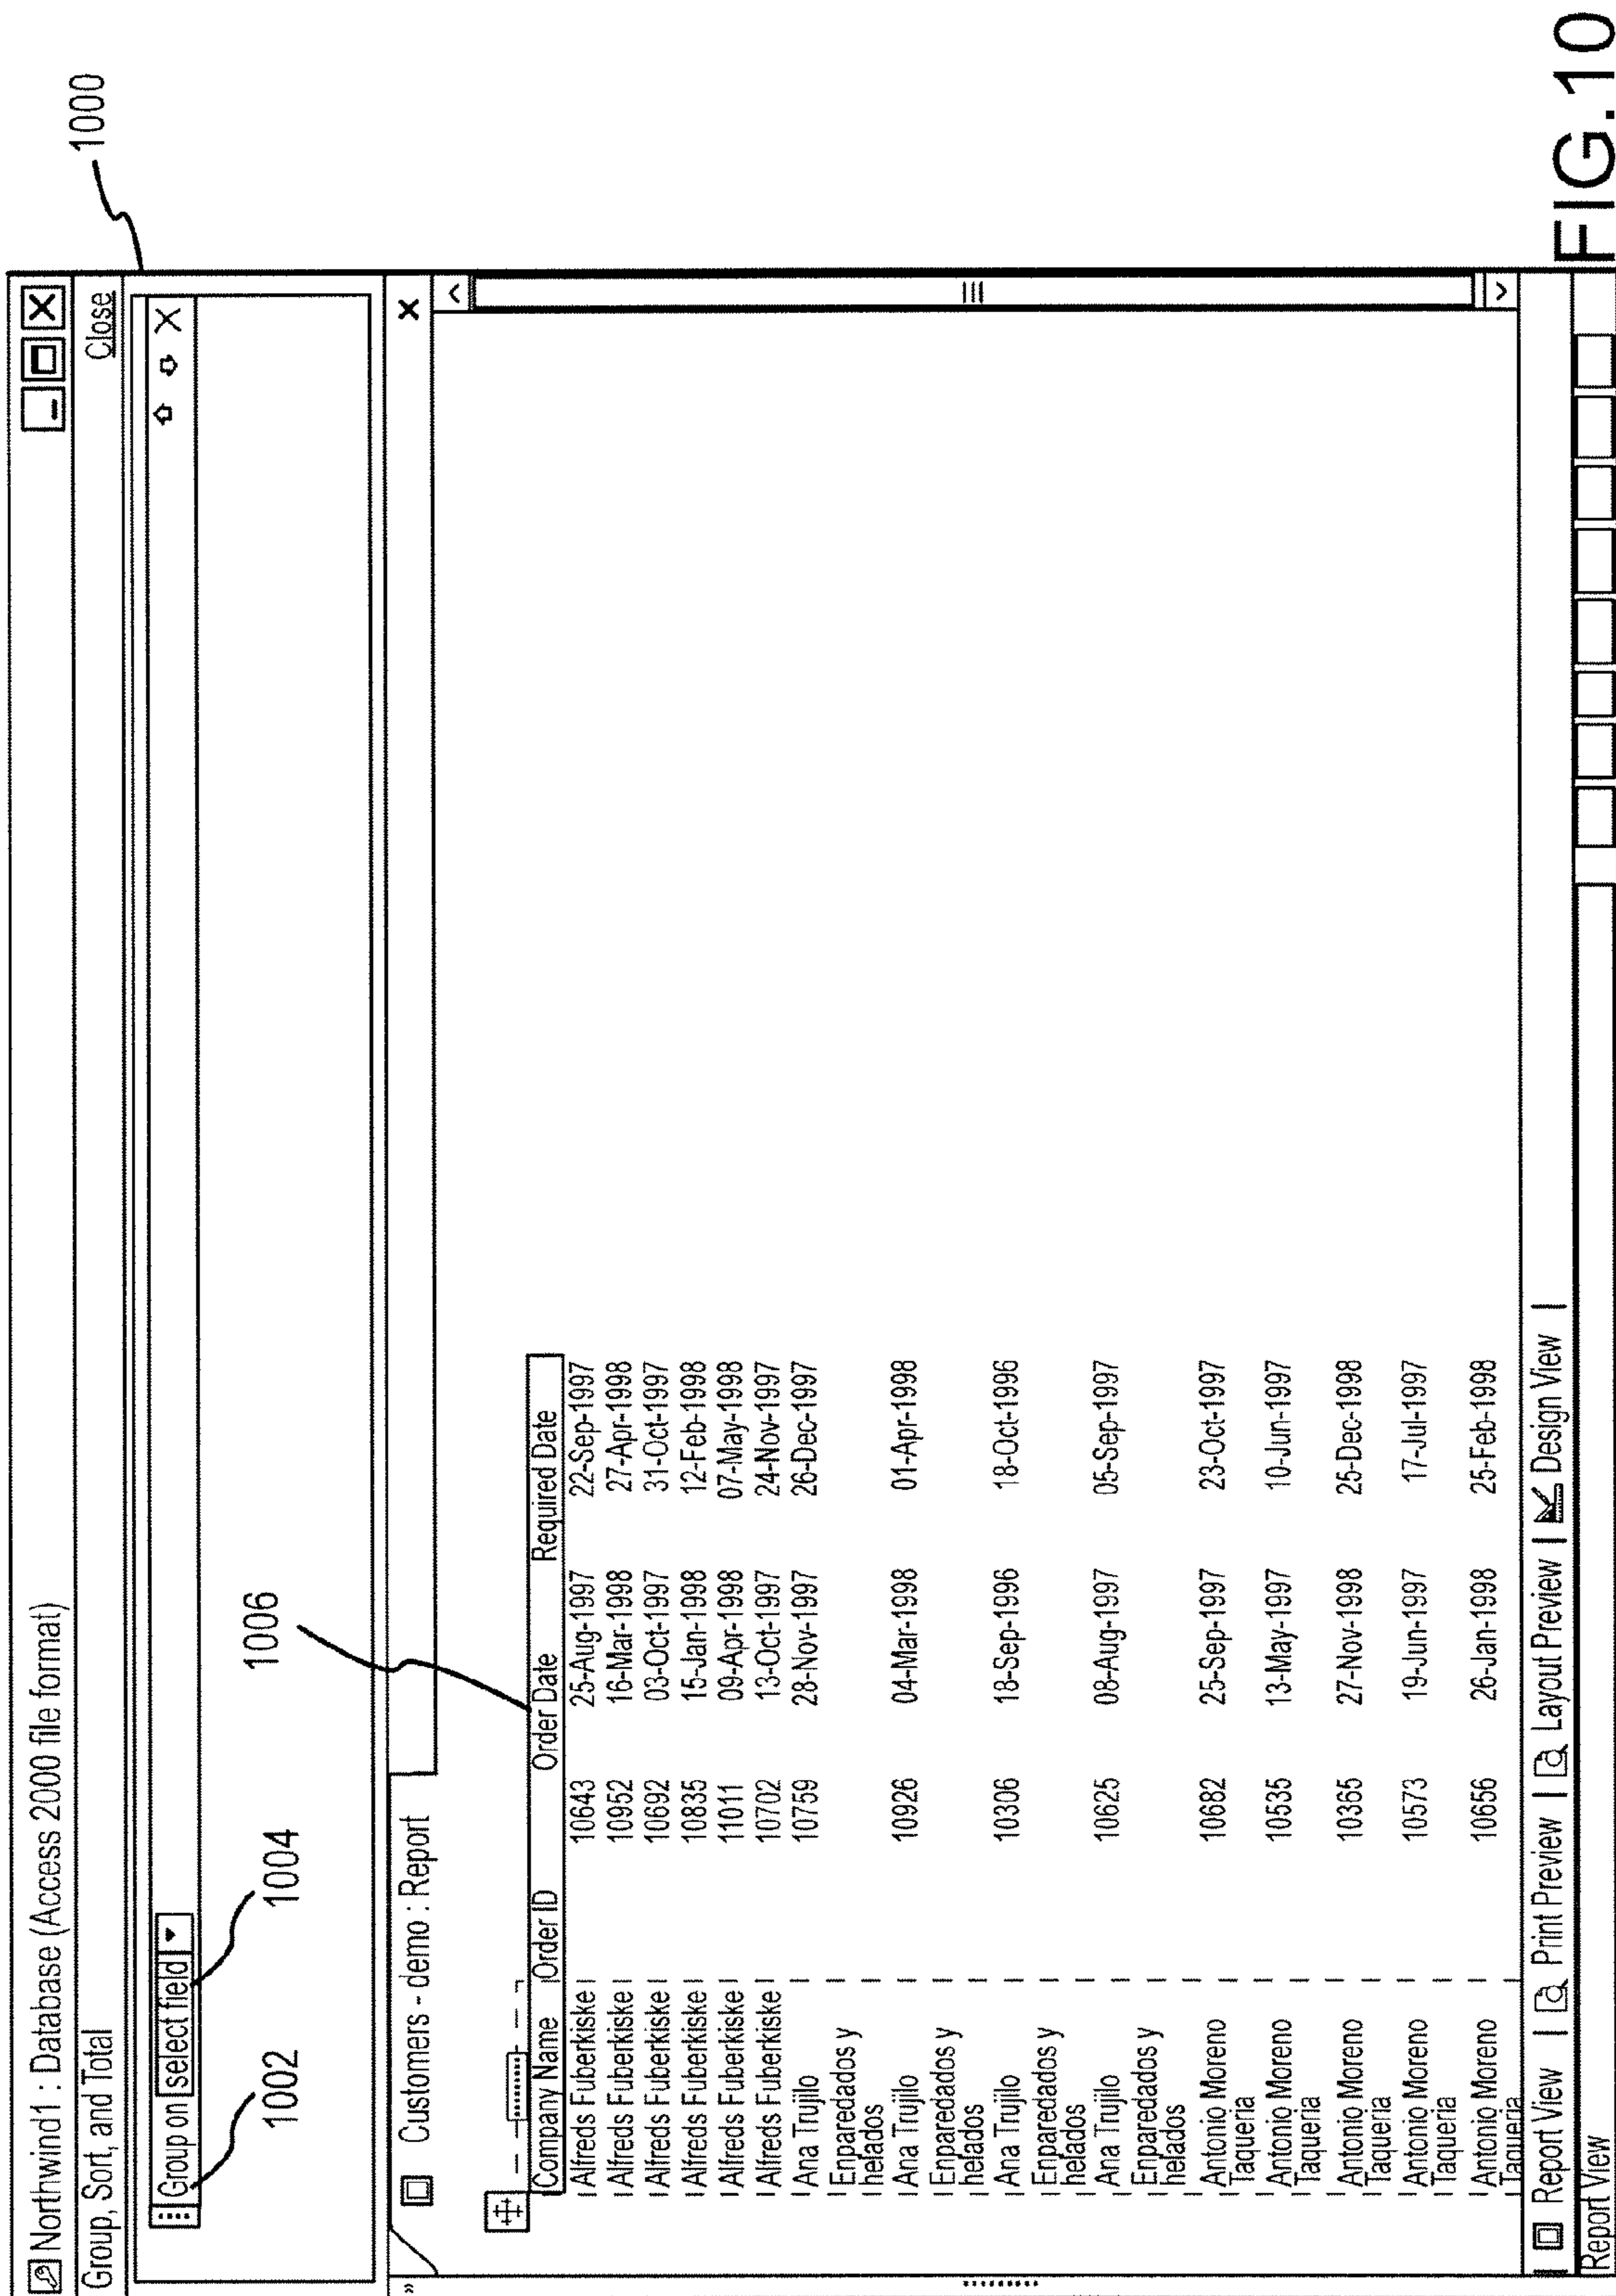 1000
Northwind1 : Database (Access 2000 file format)
Group, Sort, and Total Close
Group on select field
1002 1004 1006
Customers - demo : Report
Company Name Order ID Order Date Required Date
Alfreds Fuberkiske 10643 25-Aug-1997 22-Sep-1997
Alfreds Fuberkiske 10952 16-Mar-1998 27-Apr-1998
Alfreds Fuberkiske 10692 03-Oct-1997 31-Oct-1997
Alfreds Fuberkiske 10835 15-Jan-1998 12-Feb-1998
Alfreds Fuberkiske 11011 09-Apr-1998 07-May-1998
Alfreds Fuberkiske 10702 13-Oct-1997 24-Nov-1997
Ana Trujilo 10759 28-Nov-1997 26-Dec-1997
Enparedados y
helados
Ana Trujilo 10926 04-Mar-1998 01-Apr-1998
Enparedados y
helados
Ana Trujilo 10306 18-Sep-1996 18-Oct-1996
Enparedados y
helados
Ana Trujilo 10625 08-Aug-1997 05-Sep-1997
Enparedados y
helados
Antonio Moreno 10682 25-Sep-1997 23-Oct-1997
Taqueria
Antonio Moreno 10535 13-May-1997 10-Jun-1997
Taqueria
Antonio Moreno 10365 27-Nov-1998 25-Dec-1998
Taqueria
Antonio Moreno 10573 19-Jun-1997 17-Jul-1997
Taqueria
Antonio Moreno 10656 26-Jan-1998 25-Feb-1998
Taqueria
Report View Print Preview Layout Preview Design View
Report View
FIG.10